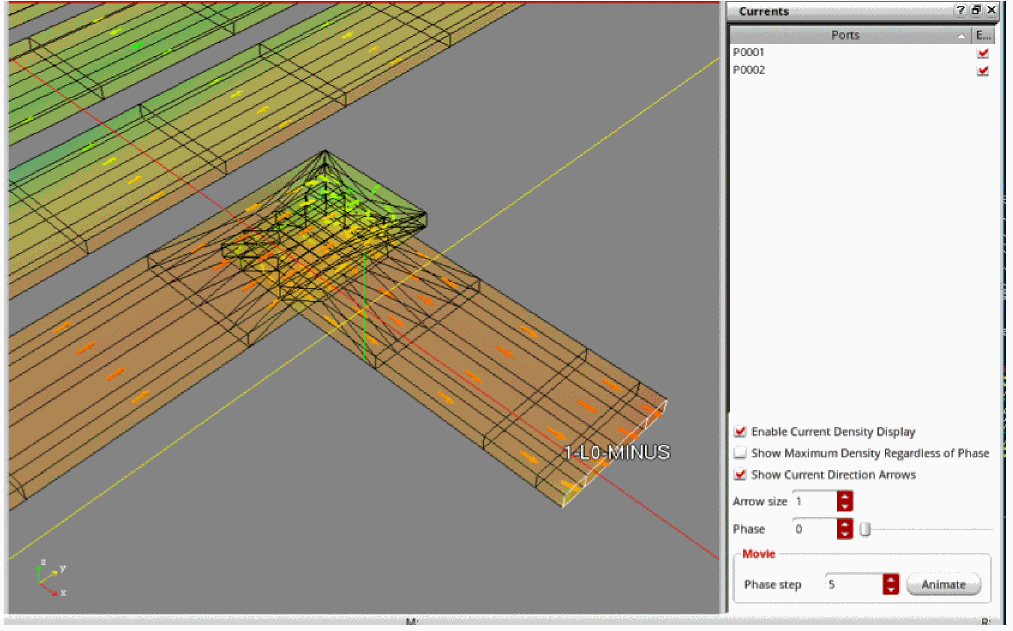 Currents
Ports E...
P0001
P0002
1-L0-MINUS
Enable Current Density Display
Show Maximum Density Regardless of Phase
Show Current Direction Arrows
Arrow size 1
Phase 0
Movie
Phase step 5 Animate
z
y
x
M: R: